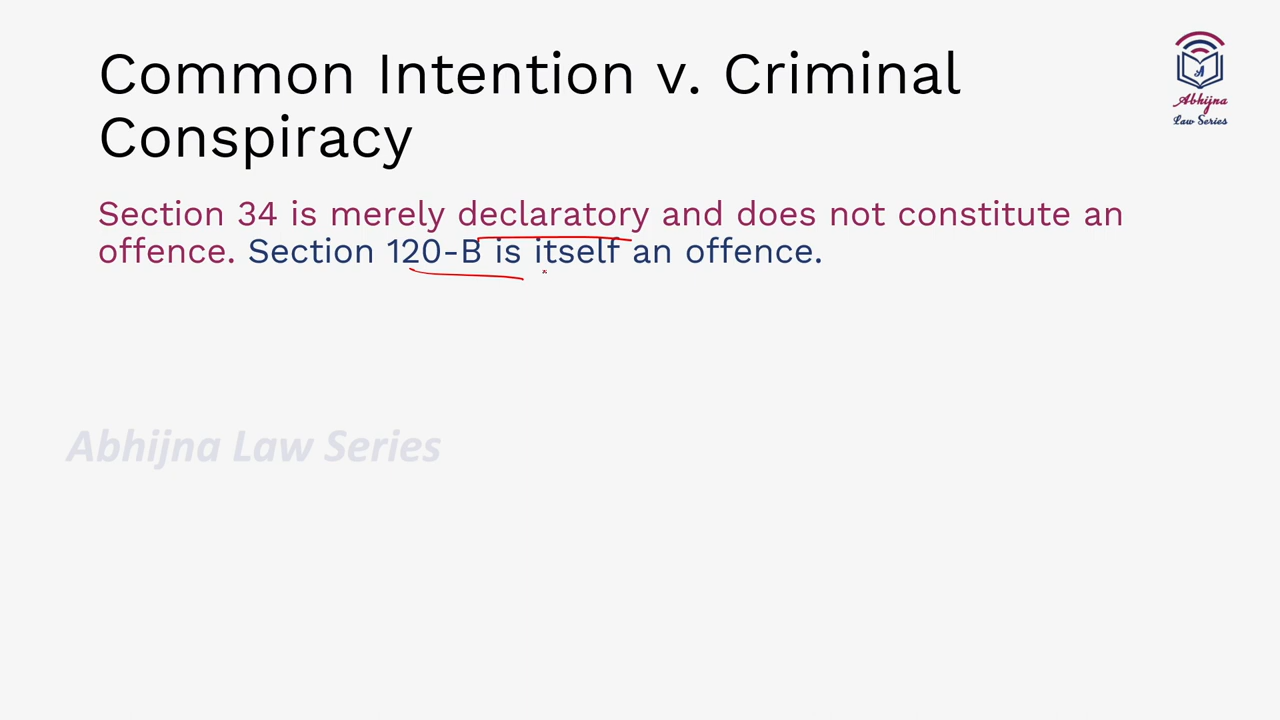 Common Intention v. Criminal
Conspiracy
A
Abhijna
Law Series
Section 34 is merely declaratory and does not constitute an
offence. Section 120-B is itself an offence.
Abhijna Law Series